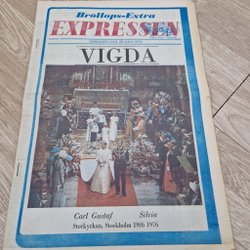 Bröllops-Extra
EXPRESSEN
VIGDA
Carl Gustaf Silvia
Storkyrkan, Stockholm 19/6 1976